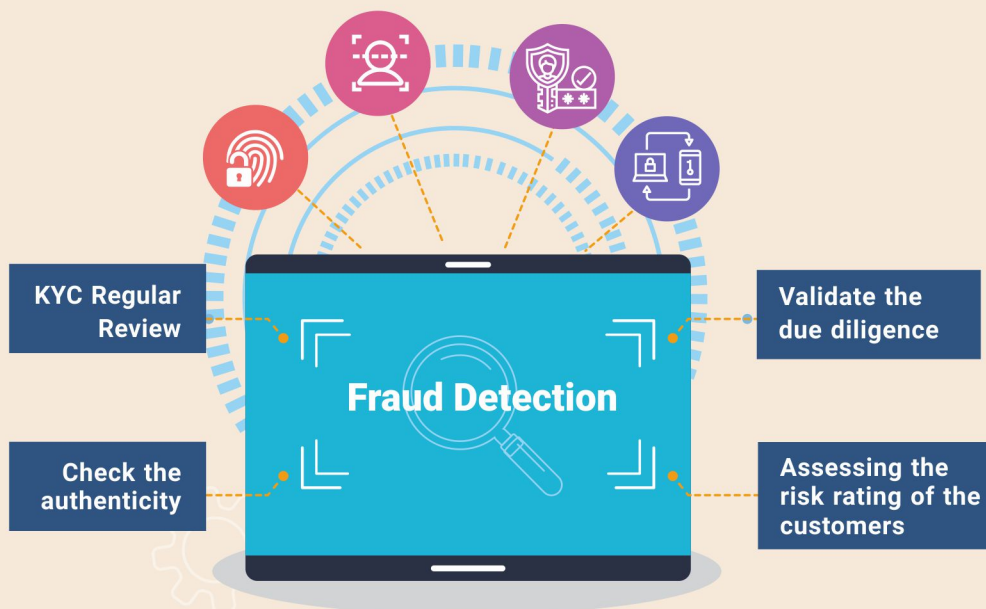 KYC Regular
Review
Validate the
due diligence
Fraud Detection
Check the
authenticity
Assessing the
risk rating of the
customers